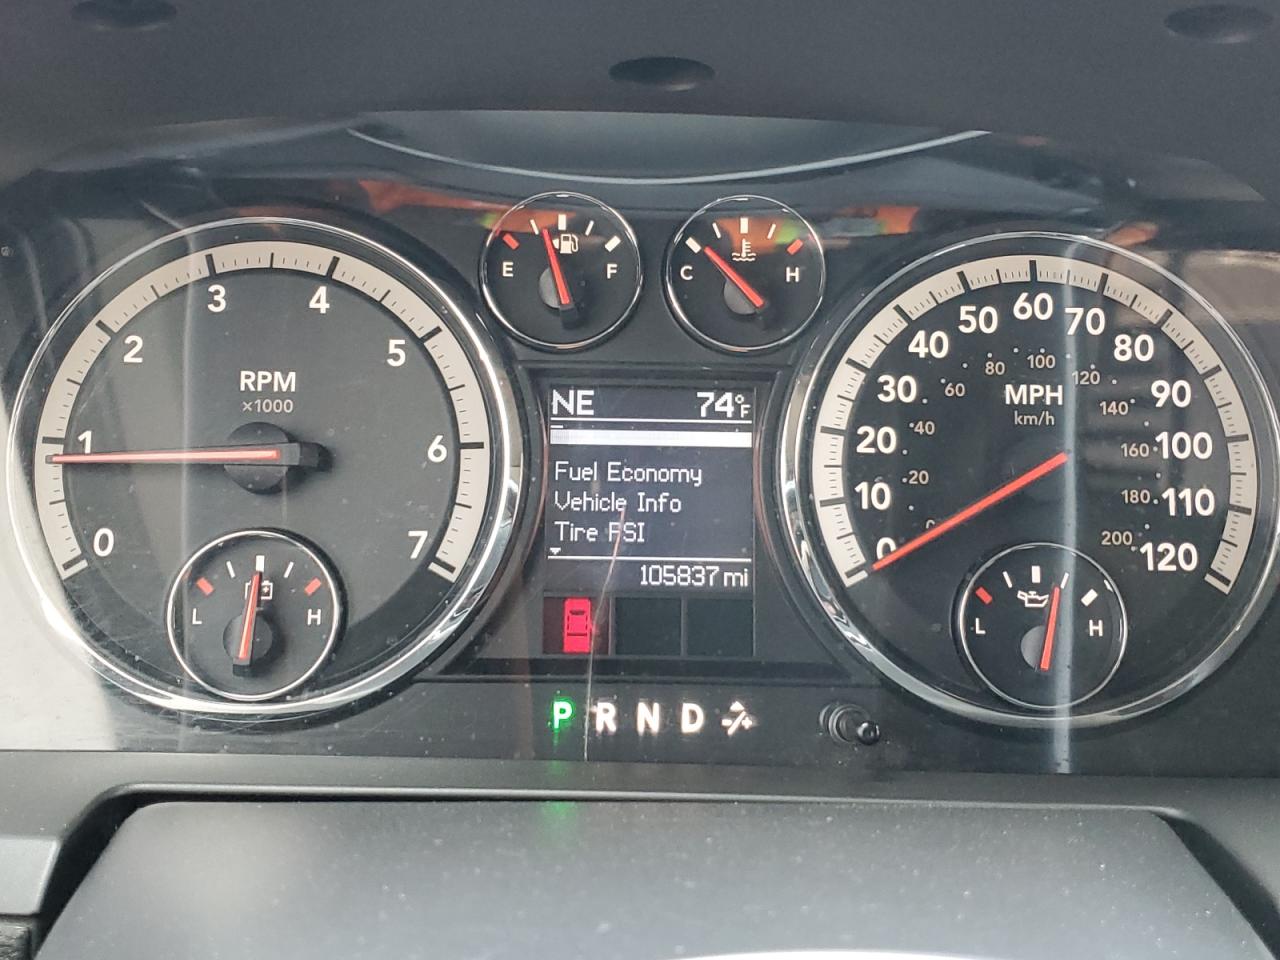 E F
C H
NE 74°F
Fuel Economy
Vehicle Info
Tire PSI
105837 mi
0 1 2 3 4 5 6 7
RPM
x1000
L H
0 10 20 30 40 50 60 70 80 90 100 110 120
0 20 40 60 80 100 120 140 160 180 200
MPH
km/h
L H
P R N D